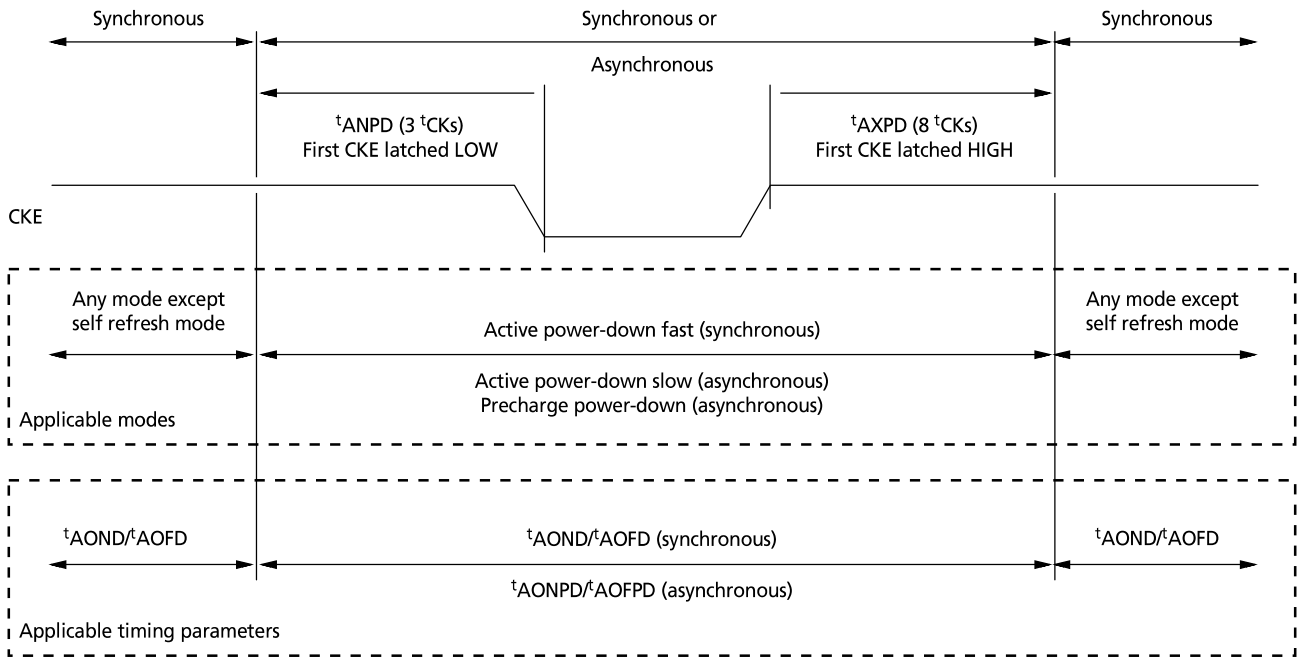 Synchronous
Synchronous or
Synchronous
Asynchronous
tANPD (3 tCKs)
First CKE latched LOW
tAXPD (8 tCKs)
First CKE latched HIGH
CKE
Any mode except
self refresh mode
Active power-down fast (synchronous)
Any mode except
self refresh mode
Active power-down slow (asynchronous)
Precharge power-down (asynchronous)
Applicable modes
tAOND/tAOFD
tAOND/tAOFD (synchronous)
tAOND/tAOFD
tAONPD/tAOFPD (asynchronous)
Applicable timing parameters